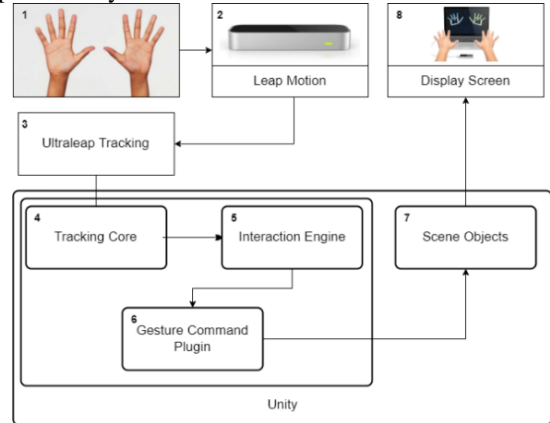 1
2
8
Leap Motion
Display Screen
3
Ultraleap Tracking
4
Tracking Core
5
Interaction Engine
7
Scene Objects
6
Gesture Command
Plugin
Unity